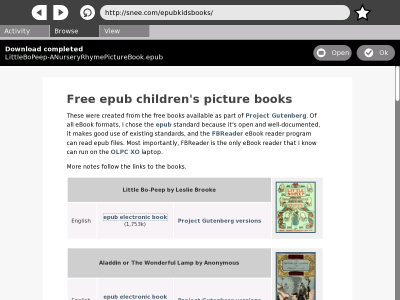 http://snee.com/epubkidsbooks/
Activity Browse View
Download completed
LittleBoPeep-ANurseryRhymePictureBook.epub
Open Ok
Free epub children's picture books
These were created from the free books available as part of Project Gutenberg. Of
all eBook formats, I chose the epub standard because it's open and well-documented,
it makes good use of existing standards, and the FBReader eBook reader program
can read epub files. Most importantly, FBReader is the only eBook reader that I know
can run on the OLPC XO laptop.
More notes follow the links to the books.
Little Bo-Peep by Leslie Brooke
English epub electronic book Project Gutenberg versions
(1,753k)
LITTLE BO-PEEP
Aladdin or The Wonderful Lamp by Anonymous
English epub electronic book Project Gutenberg versions